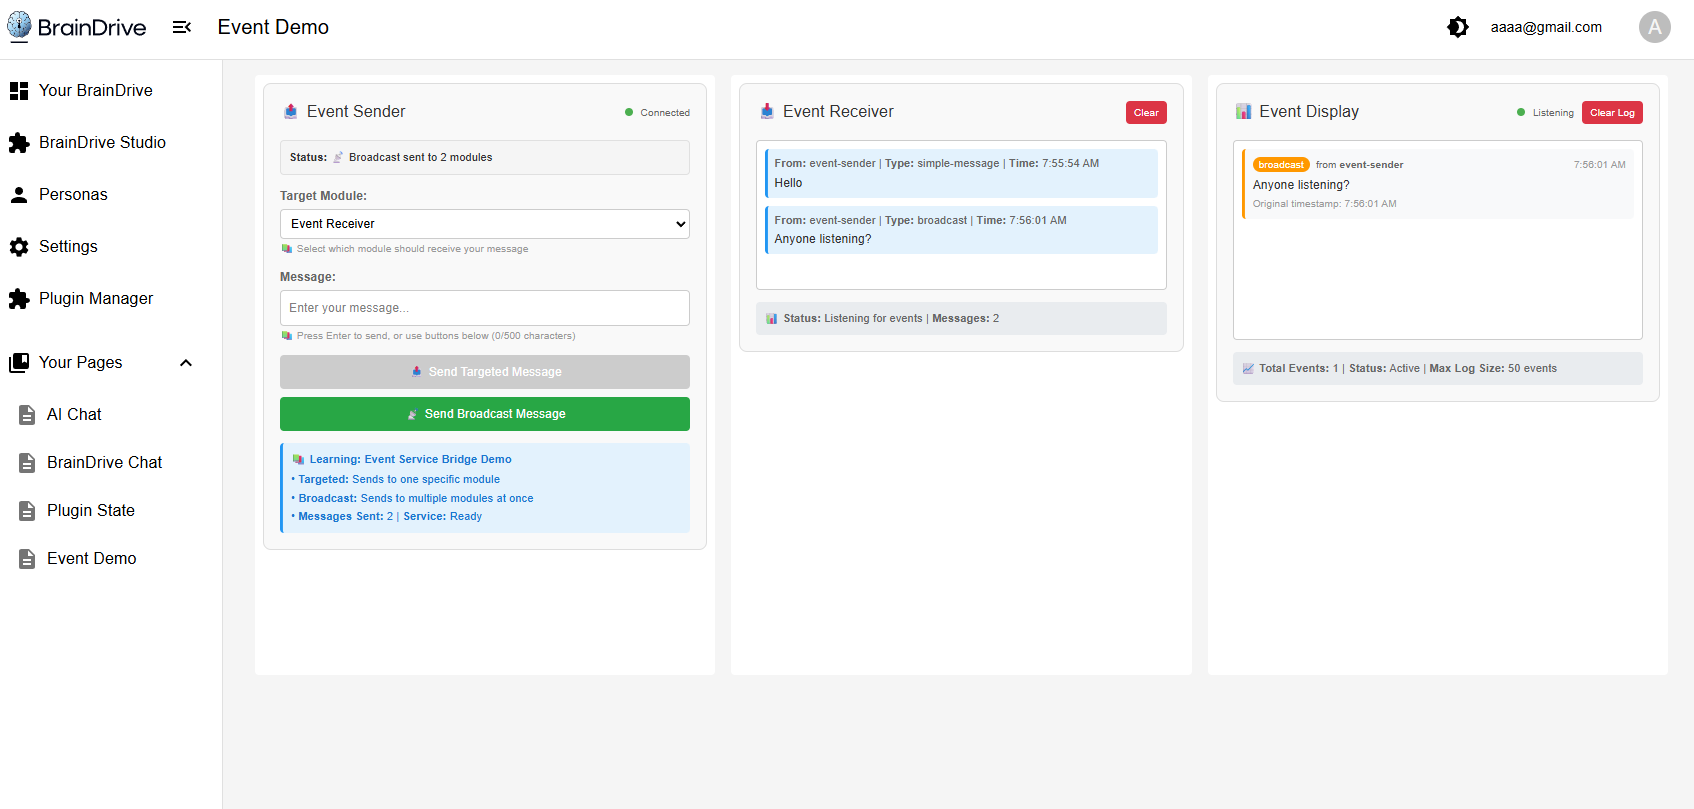 BrainDrive
Event Demo
aaaa@gmail.com
A
Your BrainDrive
BrainDrive Studio
Personas
Settings
Plugin Manager
Your Pages
AI Chat
BrainDrive Chat
Plugin State
Event Demo
Event Sender
Connected
Status: Broadcast sent to 2 modules
Target Module:
Event Receiver
Select which module should receive your message
Message:
Enter your message...
Press Enter to send, or use buttons below (0/500 characters)
Send Targeted Message
Send Broadcast Message
Learning: Event Service Bridge Demo
• Targeted: Sends to one specific module
• Broadcast: Sends to multiple modules at once
• Messages Sent: 2 | Service: Ready
Event Receiver
Clear
From: event-sender | Type: simple-message | Time: 7:55:54 AM
Hello
From: event-sender | Type: broadcast | Time: 7:56:01 AM
Anyone listening?
Status: Listening for events | Messages: 2
Event Display
Listening
Clear Log
broadcast from event-sender 7:56:01 AM
Anyone listening?
Original timestamp: 7:56:01 AM
Total Events: 1 | Status: Active | Max Log Size: 50 events